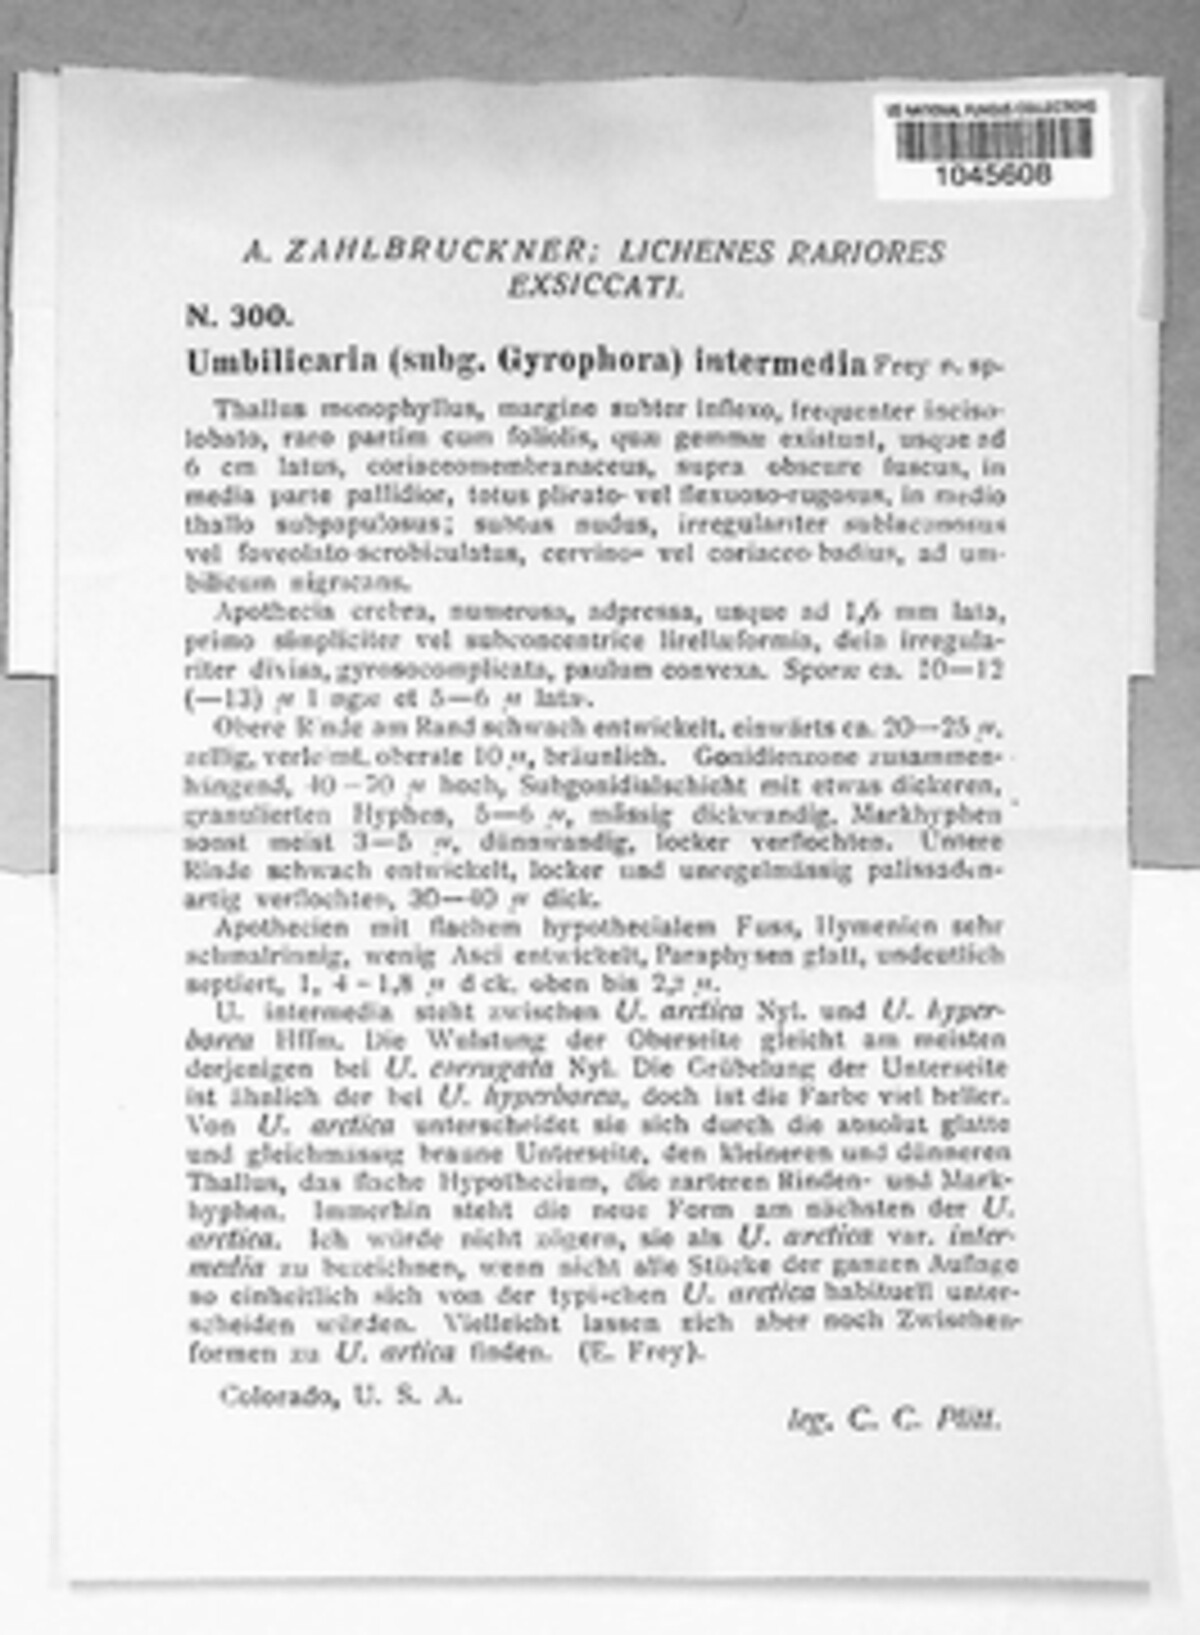 US NATIONAL FUNGUS COLLECTIONS
1045608
A. ZAHLBRUCKNER; LICHENES RARIORES
EXSICCATI.
N. 300.
Umbilicaria (subg. Gyrophora) intermedia Frey n. sp.
Thallus monophyllus, margine subter inflexo, frequenter inciso-
lobato, raro partim cum foliolis, quæ gemmæ existunt, usque ad
6 cm latus, coriaceomembranaceus, supra obscure fuscus, in
media parte pallidior, totus plicato- vel flexuoso-rugosus, in medio
thallo subpapulosus; subtus nudus, irregulariter sublacunosus
vel foveolato-scrobiculatus, cervino- vel coriaceo-badius, ad um-
bilicum nigricans.
Apothecia crebra, numerosa, adpressa, usque ad 1,6 mm lata,
primo simpliciter vel subconcentrice lirellæformia, dein irregula-
riter divisa, gyrosocomplicata, paulum convexa. Sporæ ca. 10—12
(—13) µ longæ et 5—6 µ latæ.
Obere Rinde am Rand schwach entwickelt, einwärts ca. 20—25 µ,
zellig, verleimt, oberste 10 µ, bräunlich. Gonidienzone zusammen-
hängend, 40—70 µ hoch, Subgonidialschicht mit etwas dickeren,
granulierten Hyphen, 5—6 µ, mässig dickwandig, Markhyphen
sonst meist 3—5 µ, dünnwandig, locker verflochten. Untere
Rinde schwach entwickelt, locker und unregelmässig palissaden-
artig verflochten, 30—40 µ dick.
Apothecien mit flachem hypothecialem Fuss, Hymenien sehr
schmalrinnig, wenig Asci entwickelt, Paraphysen glatt, undeutlich
septiert, 1, 4-1,8 µ dick, oben bis µ.
U. intermedia steht zwischen U. arctica Nyl. und U. hyper-
borea Hffm. Die Wulstung der Oberseite gleicht am meisten
derjenigen bei U. corrugata Nyl. Die Grübelung der Unterseite
ist ähnlich der bei U. hyperborea, doch ist die Farbe viel heller.
Von U. arctica unterscheidet sie sich durch die absolut glatte
und gleichmässig braune Unterseite, den kleineren und dünneren
Thallus, das flache Hypothecium, die zarteren Rinden- und Mark-
hyphen. Immerhin steht die neue Form am nächsten der U.
arctica. Ich würde nicht zögern, sie als U. arctica var. inter-
media zu bezeichnen, wenn nicht alle Stücke der ganzen Auflage
so einheitlich sich von der typischen U. arctica habituell unter-
scheiden würden. Vielleicht lassen sich aber noch Zwischen-
formen zu U. artica finden. (E. Frey).
Colorado, U. S. A.
leg. C. C. Plitt.